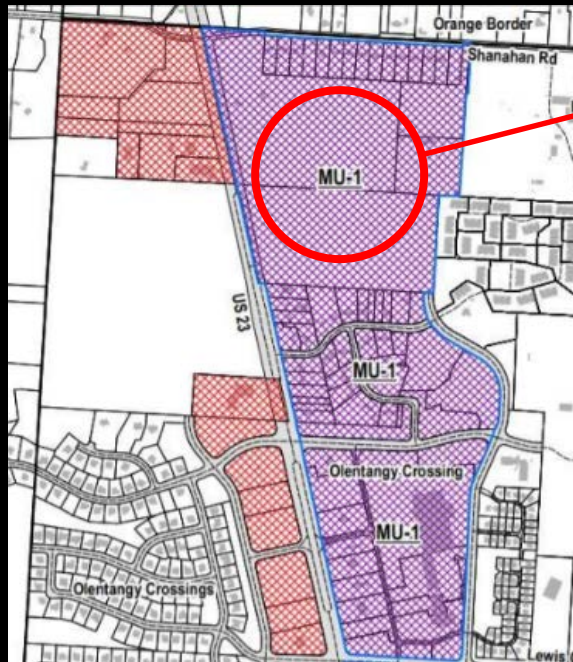 Orange Border
Shanahan Rd
MU-1
US 23
MU-1
Olentangy Crossing
MU-1
Olentangy Crossings
Lewis